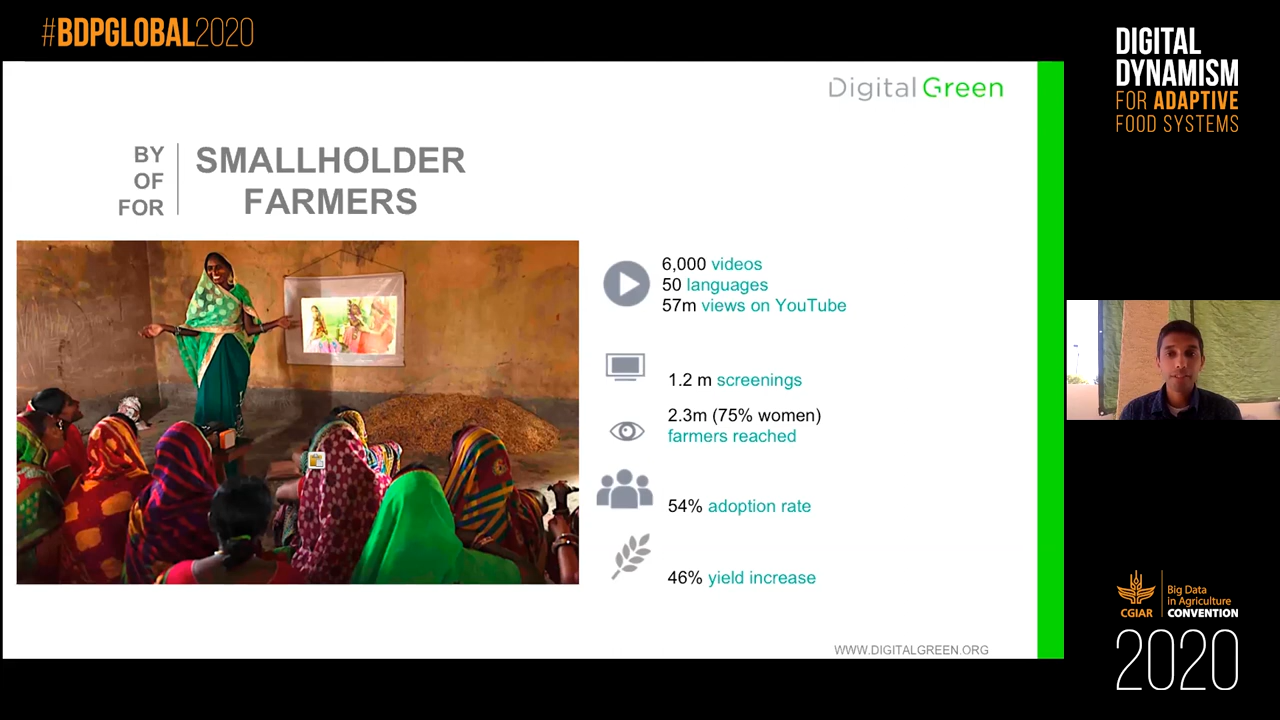 #BDPGLOBAL2020
DIGITAL
DYNAMISM
FOR ADAPTIVE
FOOD SYSTEMS
Digital Green
BY
OF
FOR
SMALLHOLDER
FARMERS
6,000 videos
50 languages
57m views on YouTube
1.2 m screenings
2.3m (75% women)
farmers reached
54% adoption rate
46% yield increase
WWW.DIGITALGREEN.ORG
CGIAR
Big Data
in Agriculture
CONVENTION
2020